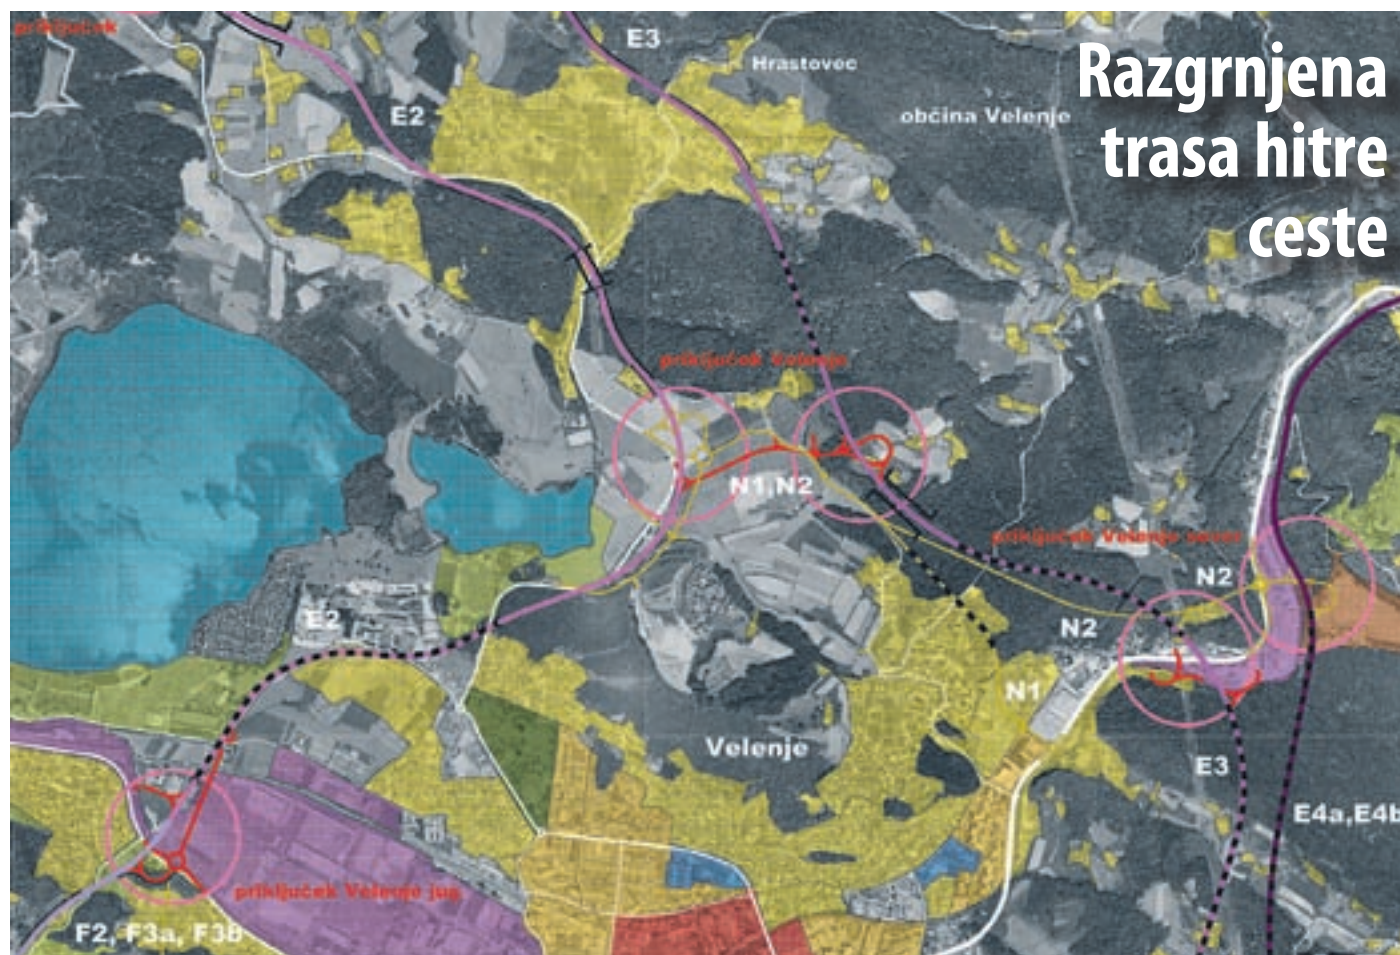 priključek
E3
Hrastovec
Razgrnjena
trasa hitre
ceste
E2
občina Velenje
priključek Velenje
N1,N2
priključek Velenje sever
N2
E2
N2
N1
Velenje
E3
E4a,E4b
priključek Velenje jug
F2, F3a, F3b